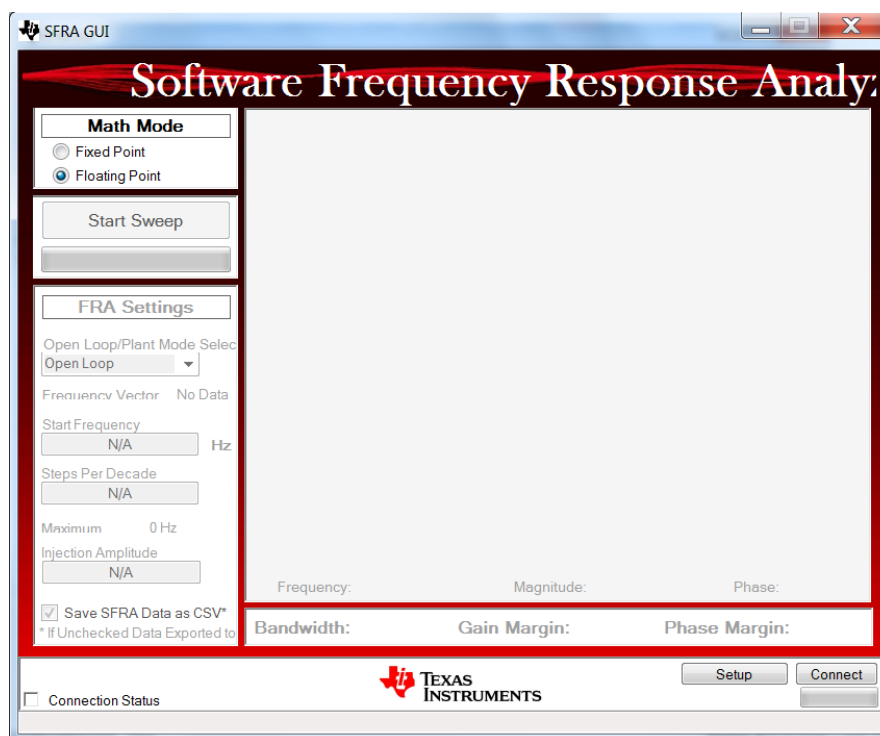 SFRA GUI
Software Frequency Response Analyz
Math Mode
Fixed Point
Floating Point
Start Sweep
FRA Settings
Open Loop/Plant Mode Selec
Open Loop
Frequency Vector No Data
Start Frequency
N/A Hz
Steps Per Decade
N/A
Maximum 0 Hz
Injection Amplitude
N/A
Save SFRA Data as CSV*
* If Unchecked Data Exported to
Frequency: Magnitude: Phase:
Bandwidth: Gain Margin: Phase Margin:
Connection Status
TEXAS
INSTRUMENTS
Setup Connect